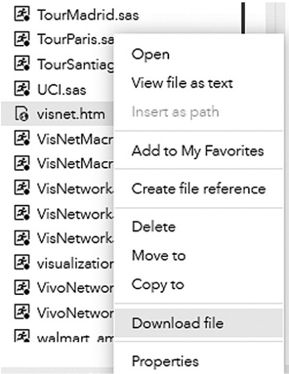 TourMadrid.sas
TourParis.sa
TourSantiag
UCI.sas
visnet.htm
VisNetMacr
VisNetMacr
VisNetwork
VisNetwork
VisNetwork
visualization
VivoNetwor
VivoNetwor
walmart_am
Open
View file as text
Insert as path
Add to My Favorites
Create file reference
Delete
Move to
Copy to
Download file
Properties